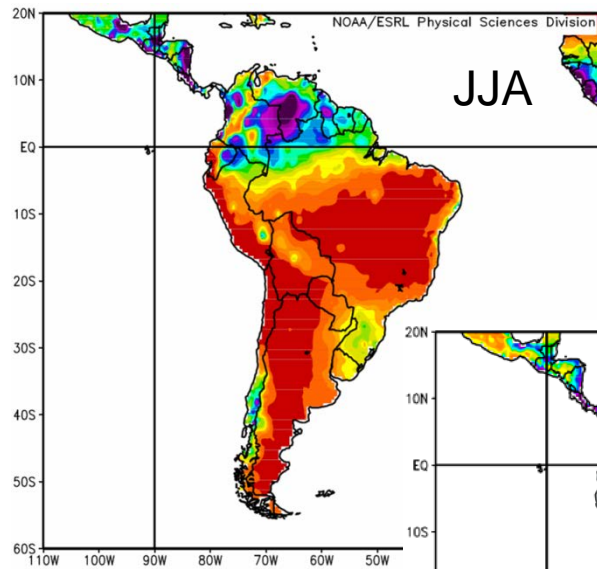 NOAA/ESRL Physical Sciences Division
JJA
20N
10N
EQ
10S
20S
30S
40S
50S
60S
110W 100W 90W 80W 70W 60W 50W
20N
10N
EQ
10S